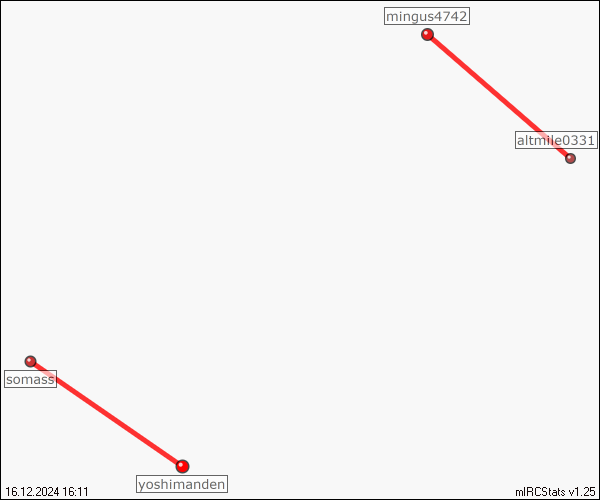 mingus4742
altmile0331
somass
yoshimanden
16.12.2024 16:11
mIRCStats v1.25